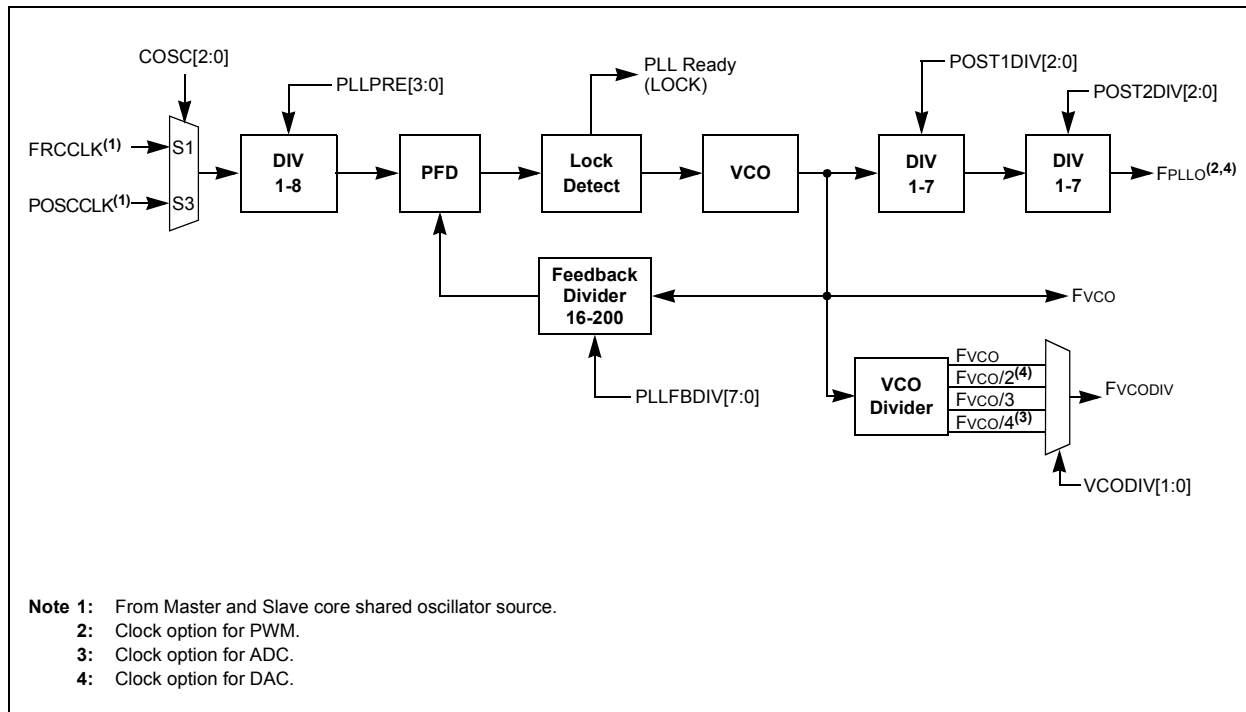 COSC[2:0]
PLLPRE[3:0]
PLL Ready
(LOCK)
POST1DIV[2:0]
POST2DIV[2:0]
FRCCLK(1)
S1
POSCCLK(1)
S3
DIV
1-8
PFD
Lock
Detect
VCO
DIV
1-7
DIV
1-7
FPLLO(2,4)
Feedback
Divider
16-200
FVCO
PLLFBDIV[7:0]
VCO
Divider
FVCO
FVCO/2(4)
FVCO/3
FVCO/4(3)
FVCODIV
VCODIV[1:0]
Note 1: From Master and Slave core shared oscillator source.
2: Clock option for PWM.
3: Clock option for ADC.
4: Clock option for DAC.